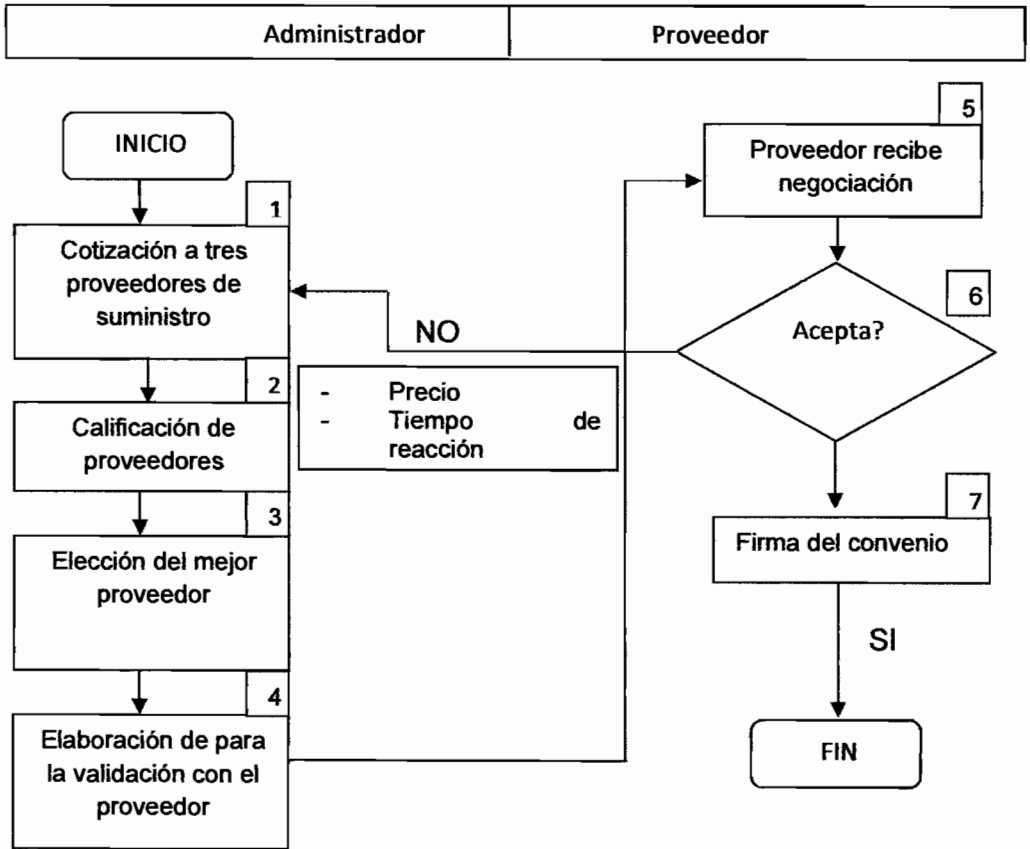 Administrador
Proveedor
INICIO
1
Cotización a tres
proveedores de
suministro
2
Calificación de
proveedores
- Precio
- Tiempo de
reacción
3
Elección del mejor
proveedor
4
Elaboración de para
la validación con el
proveedor
5
Proveedor recibe
negociación
6
Acepta?
NO
7
Firma del convenio
SI
FIN